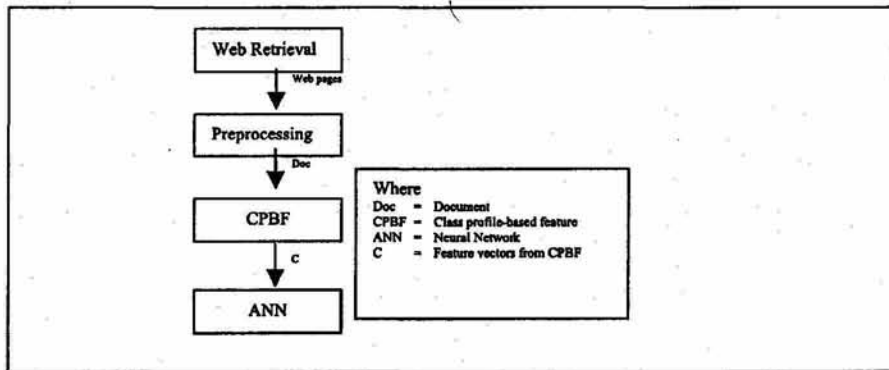 Web Retrieval
Web pages
Preprocessing
Doc
CPBF
C
ANN
Where
Doc = Document
CPBF = Class profile-based feature
ANN = Neural Network
C = Feature vectors from CPBF